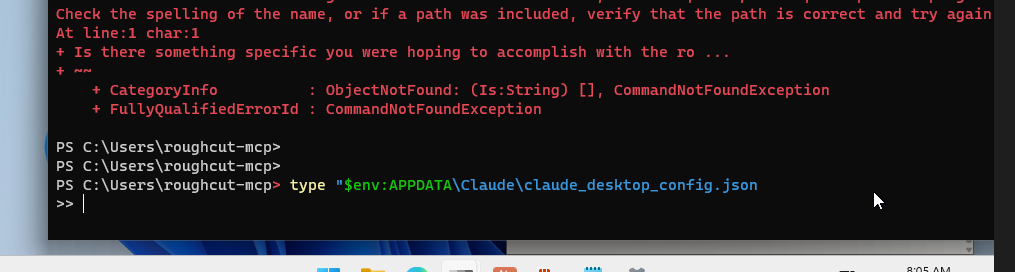 Check the spelling of the name, or if a path was included, verify that the path is correct and try again
At line:1 char:1
+ Is there something specific you were hoping to accomplish with the ro ...
+ ~~
    + CategoryInfo          : ObjectNotFound: (Is:String) [], CommandNotFoundException
    + FullyQualifiedErrorId : CommandNotFoundException
PS C:\Users\roughcut-mcp>
PS C:\Users\roughcut-mcp>
PS C:\Users\roughcut-mcp> type "$env:APPDATA\Claude\claude_desktop_config.json
>>
8:05 AM